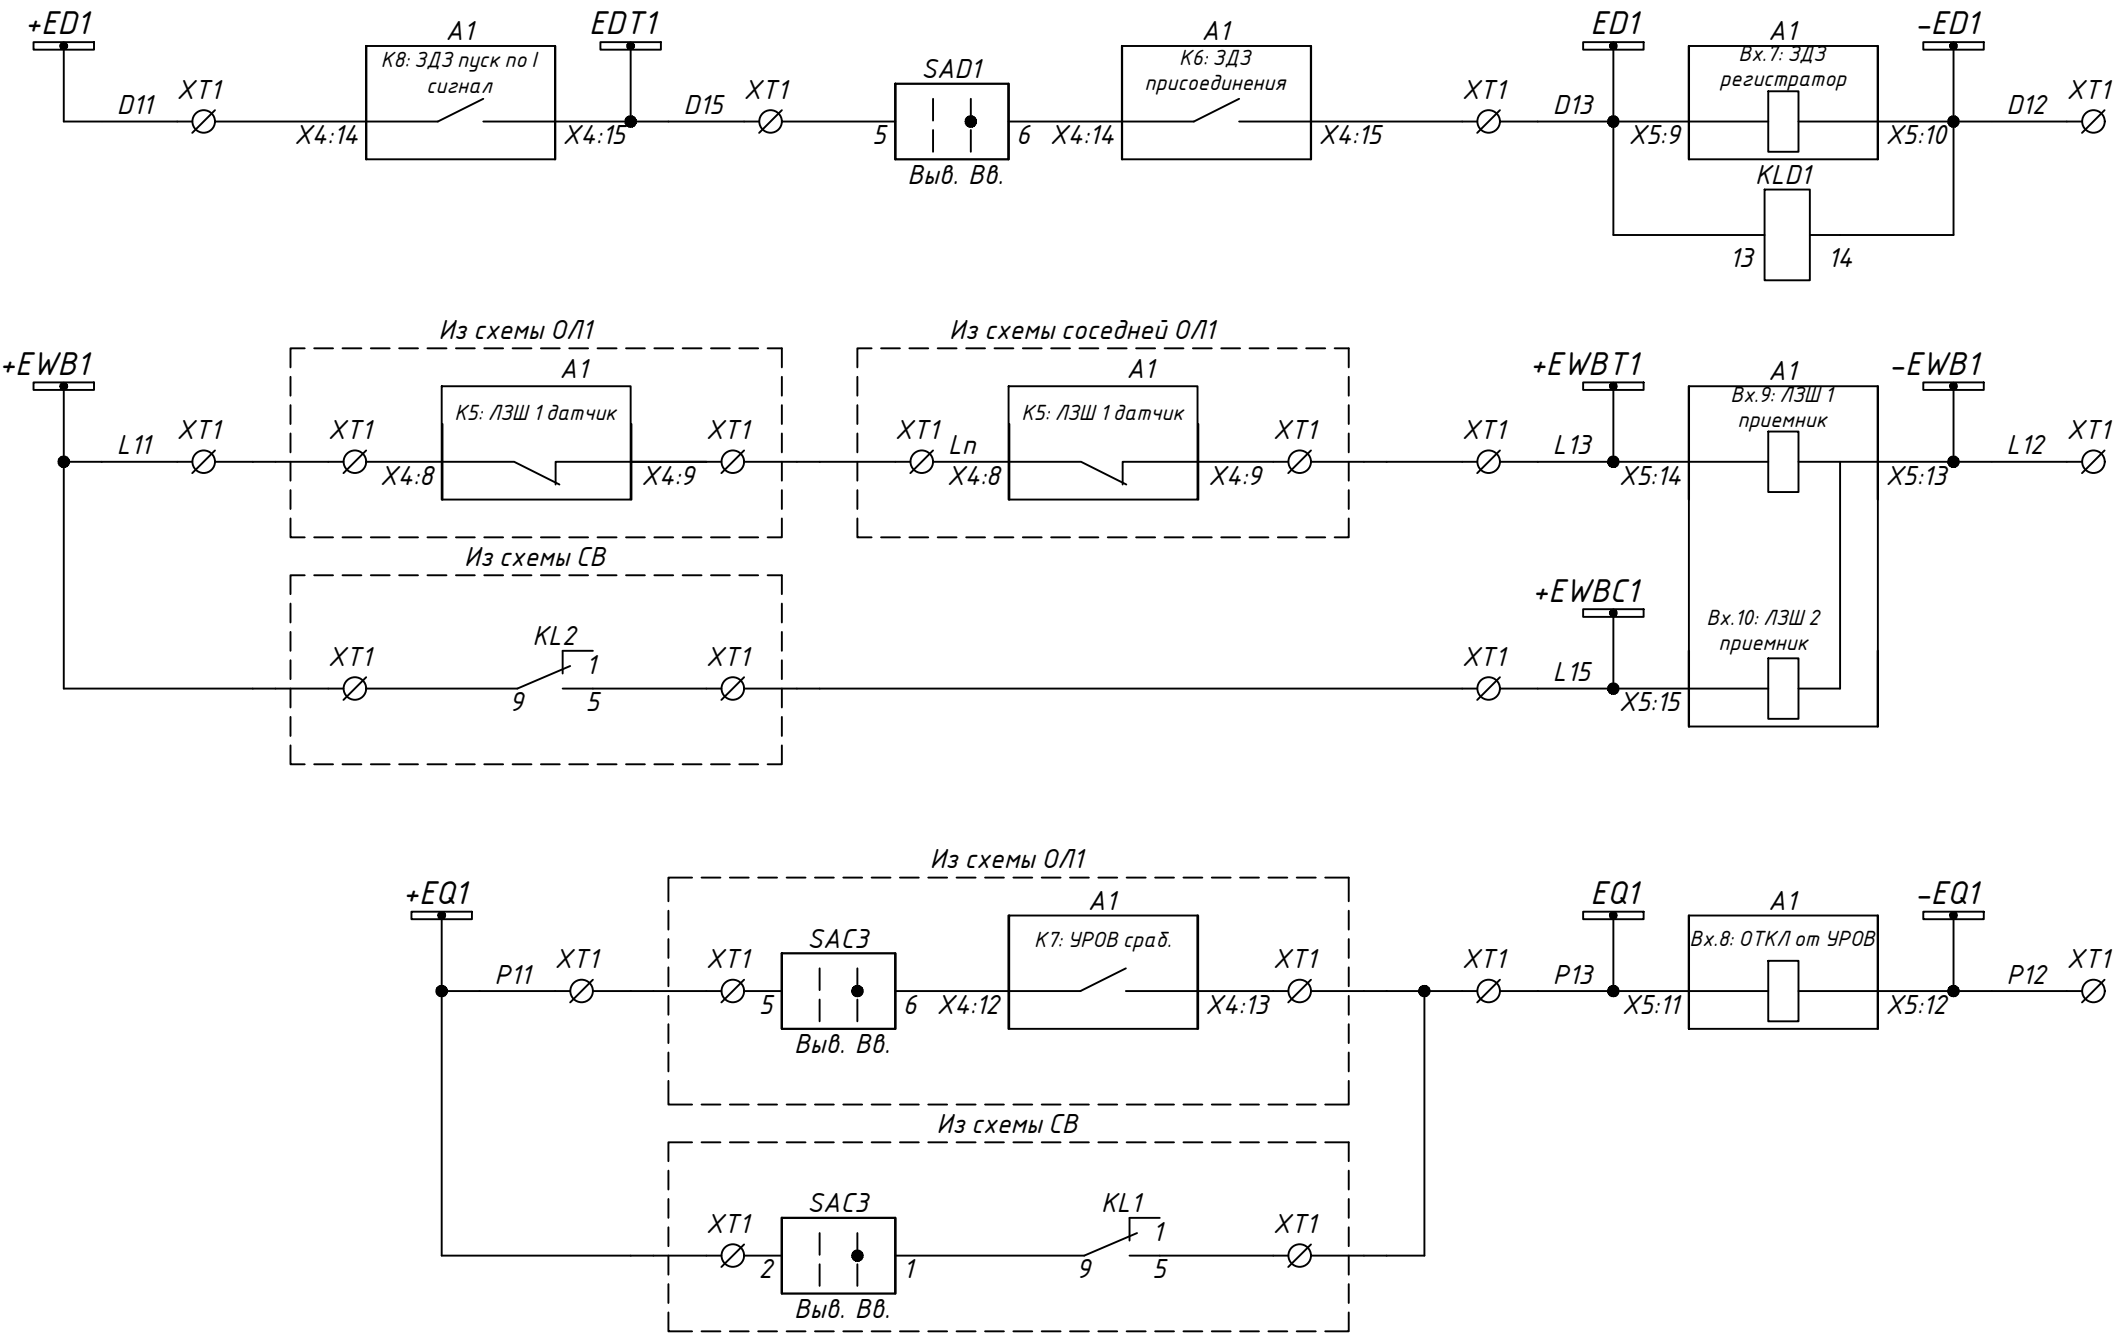 +ED1
EDT1
ED1
-ED1
A1
A1
A1
K8: ЗДЗ пуск по I
сигнал
SAD1
K6: ЗДЗ
присоединения
Вх.7: ЗДЗ
регистратор
D11
XT1
D15
XT1
XT1
D13
D12
XT1
X4:14
X4:15
5
6
X4:14
X4:15
X5:9
X5:10
Выв. Вв.
KLD1
13
14
Из схемы ОЛ1
Из схемы соседней ОЛ1
+EWB1
A1
A1
+EWBT1
A1
-EWB1
K5: ЛЗШ 1 датчик
K5: ЛЗШ 1 датчик
Вх.9: ЛЗШ 1
приемник
L11
XT1
XT1
XT1
XT1
Ln
XT1
XT1
L13
L12
XT1
X4:8
X4:9
X4:8
X4:9
X5:14
X5:13
Из схемы СВ
+EWBC1
KL2
Вх.10: ЛЗШ 2
приемник
XT1
1
XT1
XT1
L15
9
5
X5:15
Из схемы ОЛ1
+EQ1
A1
EQ1
A1
-EQ1
SAC3
K7: УРОВ сраб.
Вх.8: ОТКЛ от УРОВ
P11
XT1
XT1
XT1
XT1
P13
P12
XT1
5
6
X4:12
X4:13
X5:11
X5:12
Выв. Вв.
Из схемы СВ
SAC3
KL1
XT1
1
XT1
2
1
9
5
Выв. Вв.